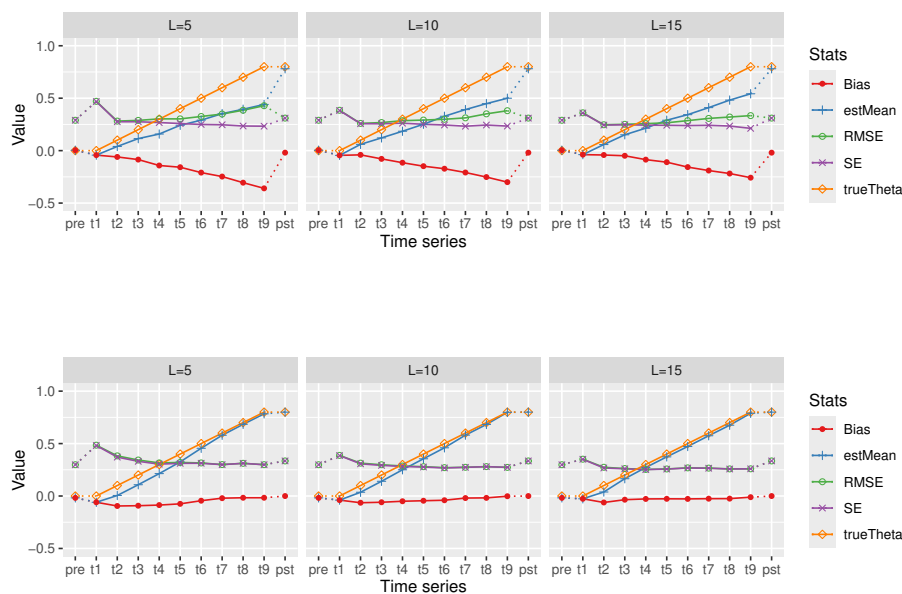 L=5 L=10 L=15
Value
1.0
0.5
0.0
−0.5
pre t1 t2 t3 t4 t5 t6 t7 t8 t9 pst pre t1 t2 t3 t4 t5 t6 t7 t8 t9 pst pre t1 t2 t3 t4 t5 t6 t7 t8 t9 pst
Time series
Stats
Bias
estMean
RMSE
SE
trueTheta
L=5 L=10 L=15
Value
1.0
0.5
0.0
−0.5
pre t1 t2 t3 t4 t5 t6 t7 t8 t9 pst pre t1 t2 t3 t4 t5 t6 t7 t8 t9 pst pre t1 t2 t3 t4 t5 t6 t7 t8 t9 pst
Time series
Stats
Bias
estMean
RMSE
SE
trueTheta